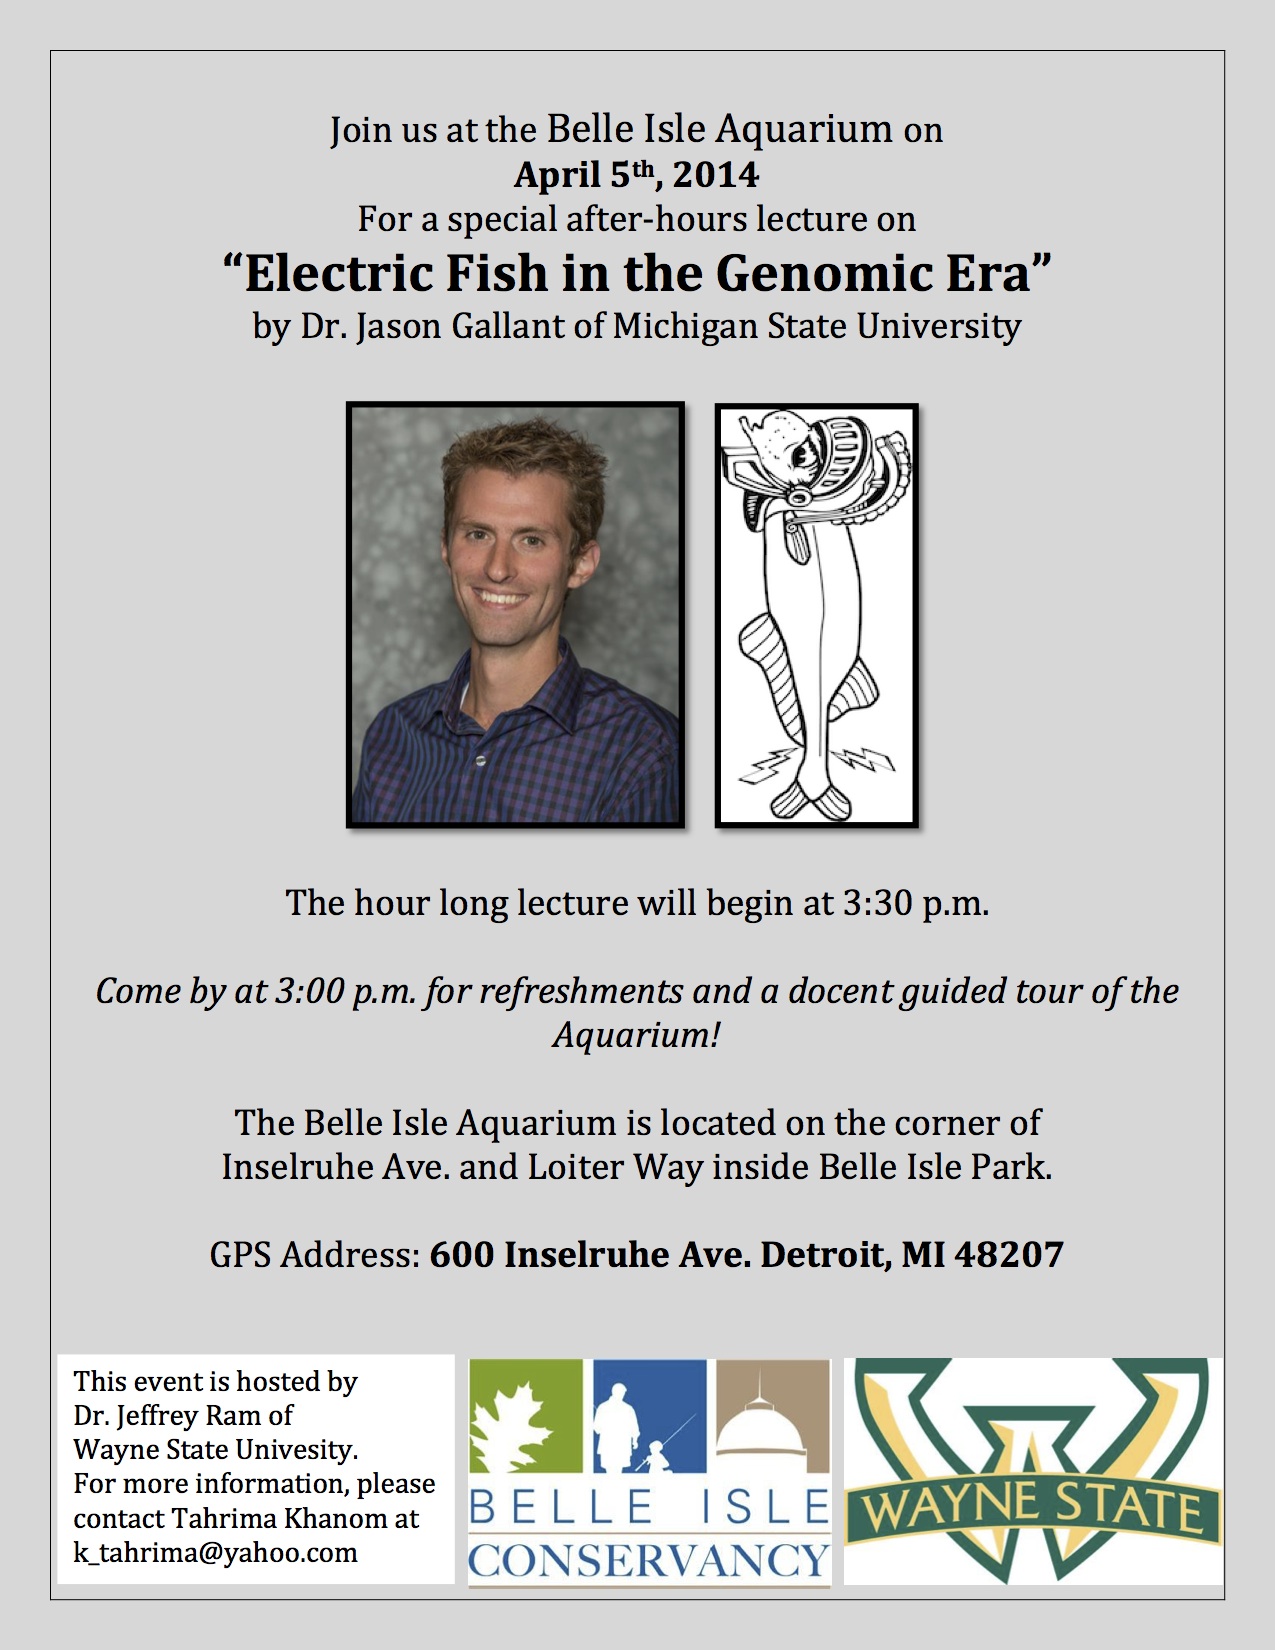 Join us at the Belle Isle Aquarium on
April 5th, 2014
For a special after-hours lecture on
“Electric Fish in the Genomic Era”
by Dr. Jason Gallant of Michigan State University
The hour long lecture will begin at 3:30 p.m.
Come by at 3:00 p.m. for refreshments and a docent guided tour of the
Aquarium!
The Belle Isle Aquarium is located on the corner of
Inselruhe Ave. and Loiter Way inside Belle Isle Park.
GPS Address: 600 Inselruhe Ave. Detroit, MI 48207
This event is hosted by
Dr. Jeffrey Ram of
Wayne State Univesity.
For more information, please
contact Tahrima Khanom at
k_tahrima@yahoo.com
BELLE ISLE
CONSERVANCY
WAYNE STATE